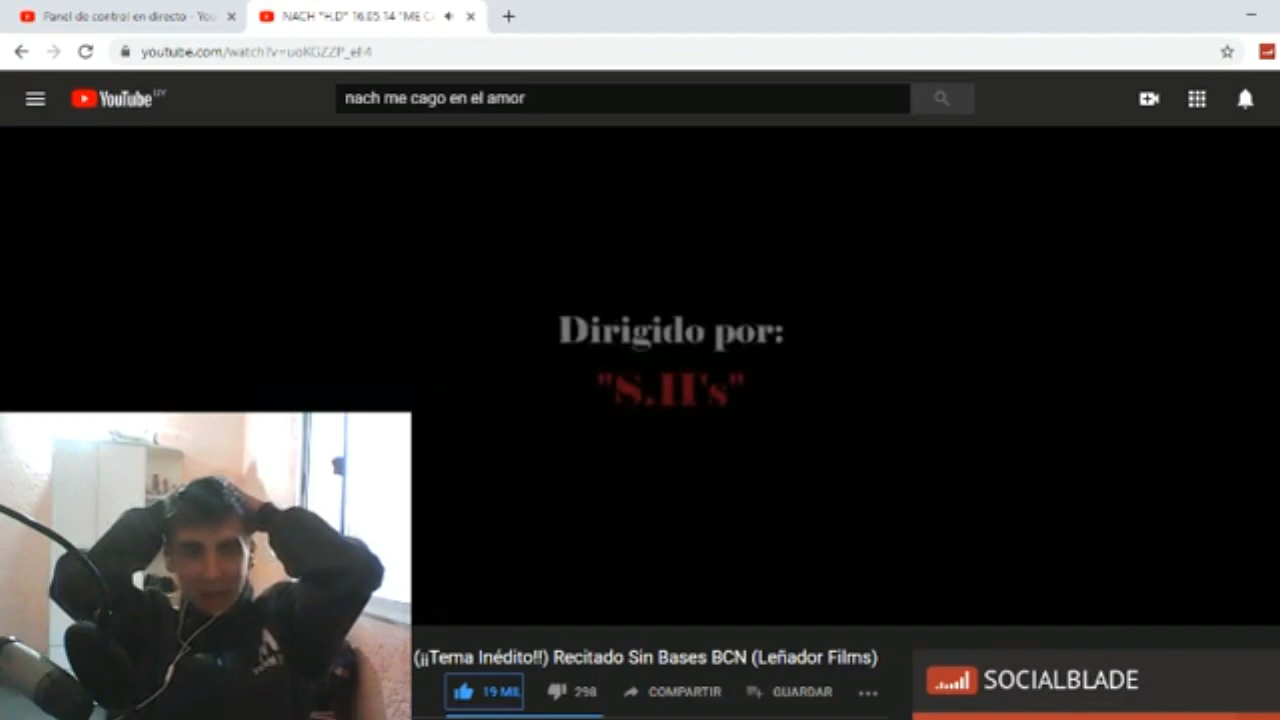 Panel de control en directo - You
NACH "H.D" 16.05.14 "ME C
youtube.com/watch?v=uoKGZZP_eF4
YouTube UY
nach me cago en el amor
Dirigido por:
"S.H's"
(¡¡Tema Inédito!!) Recitado Sin Bases BCN (Leñador Films)
19 MIL 298 COMPARTIR GUARDAR
SOCIALBLADE